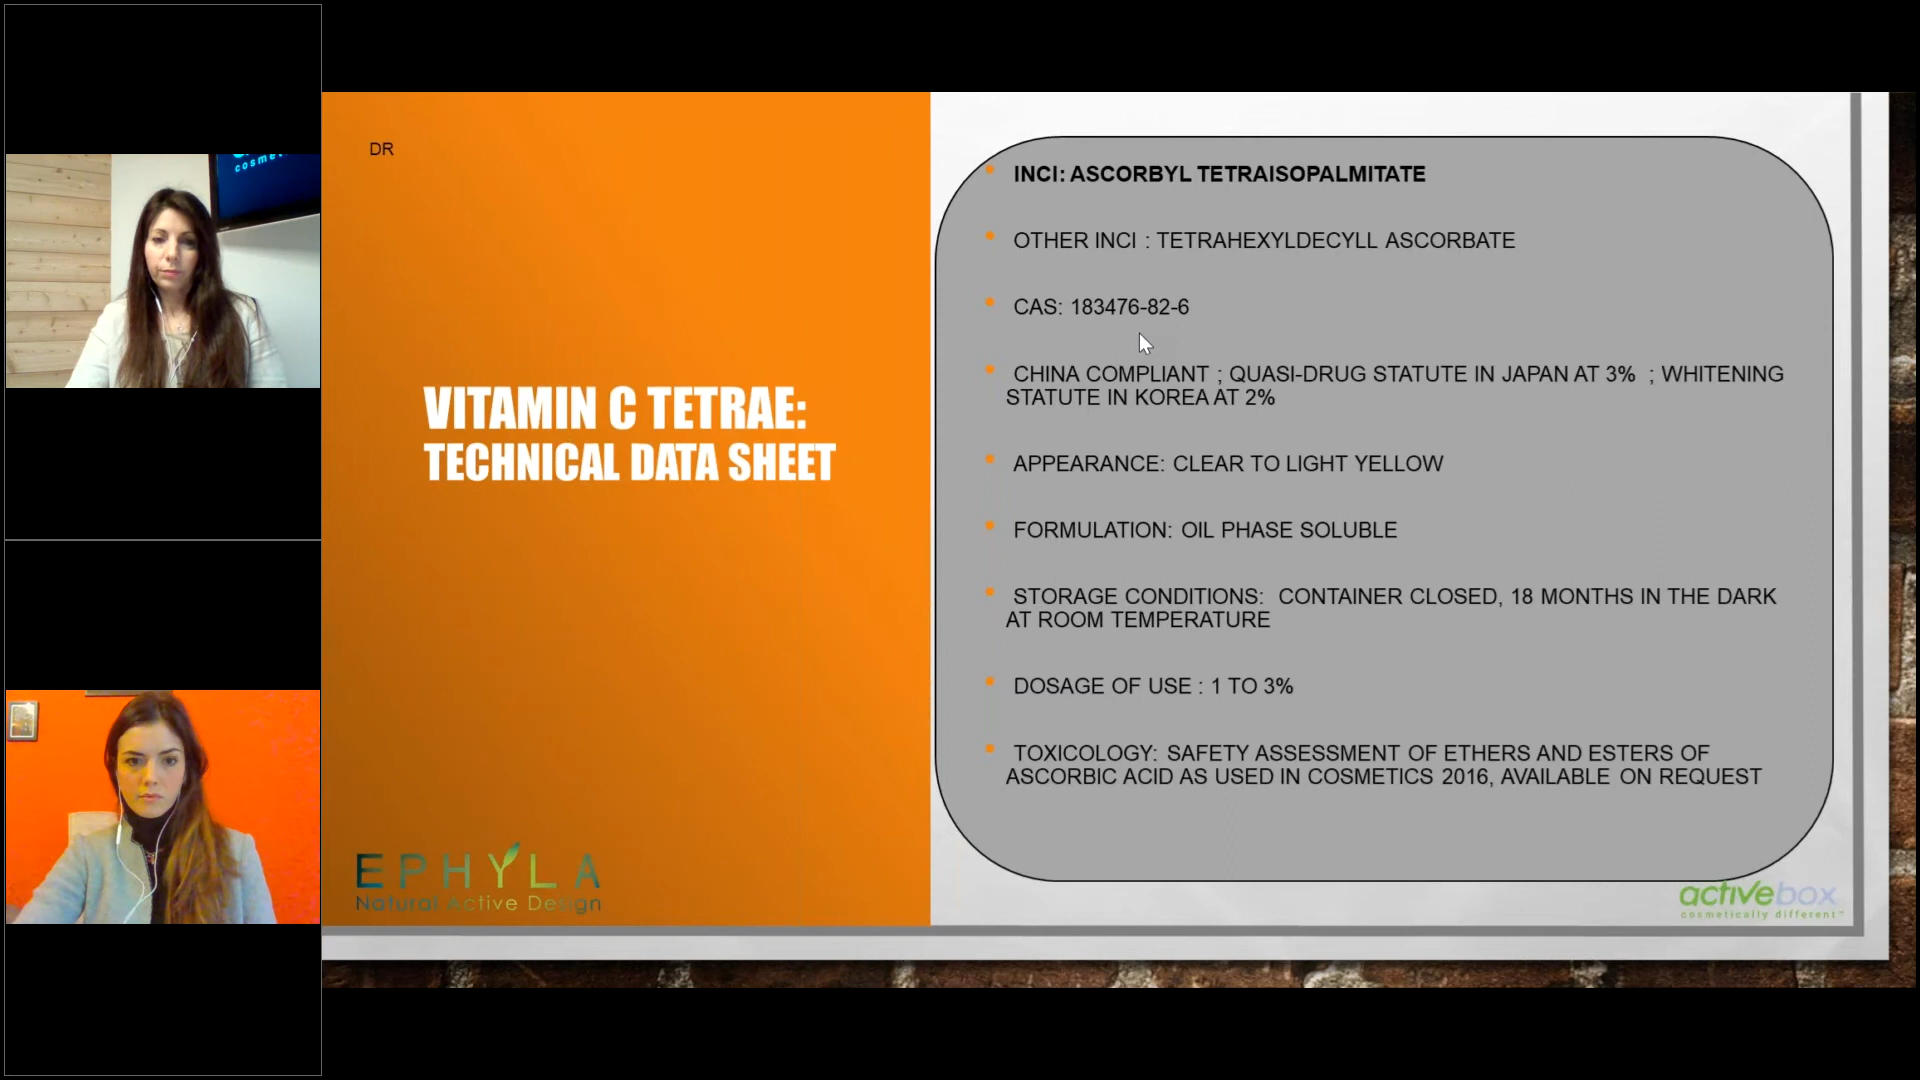 cosme
DR
VITAMIN C TETRAE:
TECHNICAL DATA SHEET
EPHYLA
Natural Active Design
INCI: ASCORBYL TETRAISOPALMITATE
OTHER INCI : TETRAHEXYLDECYLL ASCORBATE
CAS: 183476-82-6
CHINA COMPLIANT ; QUASI-DRUG STATUTE IN JAPAN AT 3% ; WHITENING
STATUTE IN KOREA AT 2%
APPEARANCE: CLEAR TO LIGHT YELLOW
FORMULATION: OIL PHASE SOLUBLE
STORAGE CONDITIONS: CONTAINER CLOSED, 18 MONTHS IN THE DARK
AT ROOM TEMPERATURE
DOSAGE OF USE : 1 TO 3%
TOXICOLOGY: SAFETY ASSESSMENT OF ETHERS AND ESTERS OF
ASCORBIC ACID AS USED IN COSMETICS 2016, AVAILABLE ON REQUEST
activebox
cosmetically different™